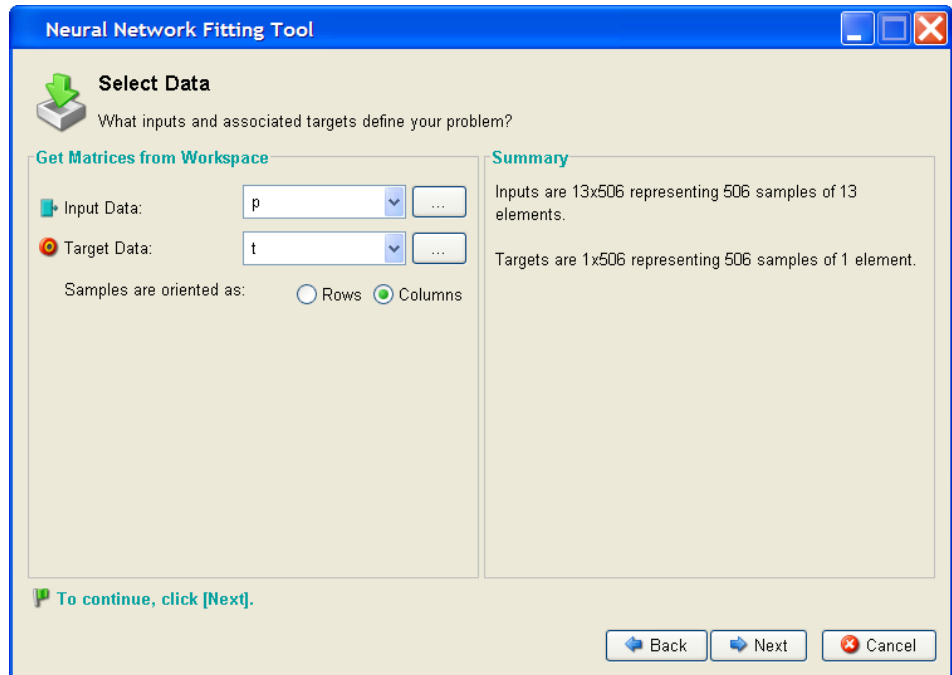 Neural Network Fitting Tool
Select Data
What inputs and associated targets define your problem?
Get Matrices from Workspace
Input Data:
p
...
Target Data:
t
...
Samples are oriented as:
Rows
Columns
Summary
Inputs are 13x506 representing 506 samples of 13
elements.
Targets are 1x506 representing 506 samples of 1 element.
To continue, click [Next].
Back
Next
Cancel